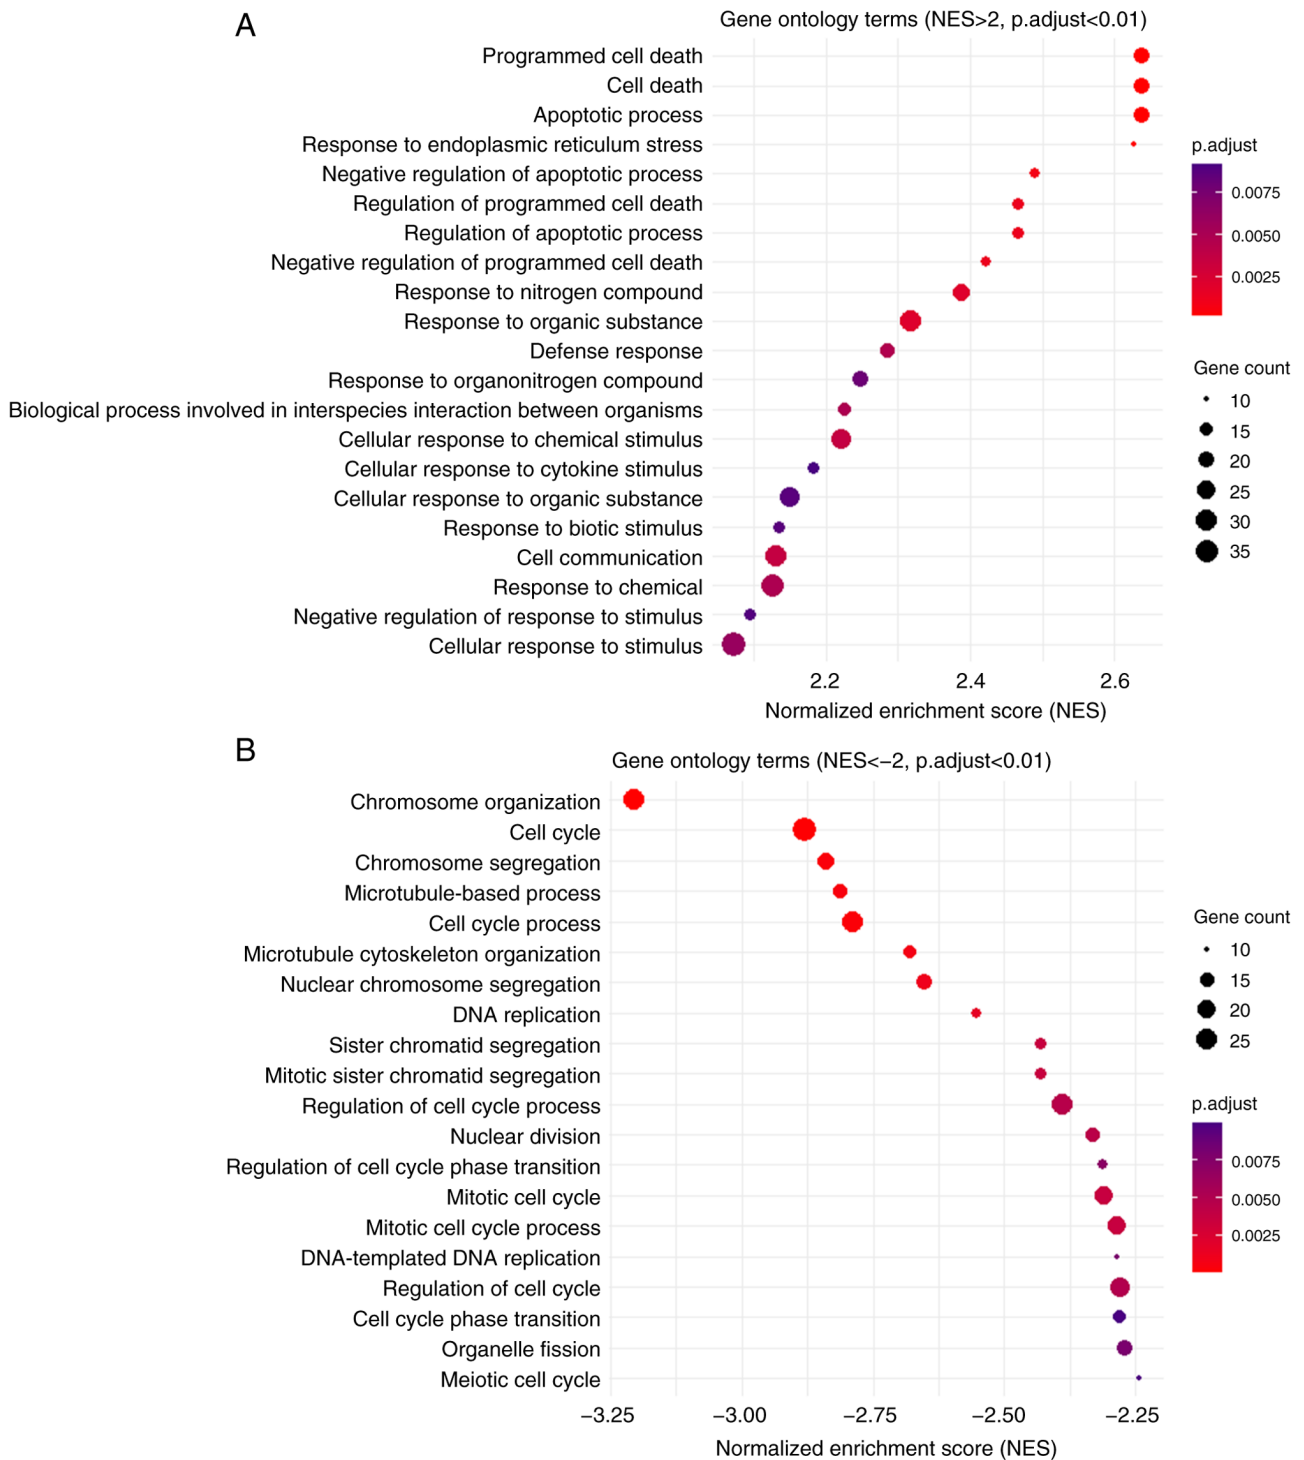 A
Gene ontology terms (NES>2, p.adjust<0.01)
Programmed cell death
Cell death
Apoptotic process
Response to endoplasmic reticulum stress
Negative regulation of apoptotic process
Regulation of programmed cell death
Regulation of apoptotic process
Negative regulation of programmed cell death
Response to nitrogen compound
Response to organic substance
Defense response
Response to organonitrogen compound
Biological process involved in interspecies interaction between organisms
Cellular response to chemical stimulus
Cellular response to cytokine stimulus
Cellular response to organic substance
Response to biotic stimulus
Cell communication
Response to chemical
Negative regulation of response to stimulus
Cellular response to stimulus
2.2 2.4 2.6
Normalized enrichment score (NES)
p.adjust
0.0075
0.0050
0.0025
Gene count
10
15
20
25
30
35
B
Gene ontology terms (NES<−2, p.adjust<0.01)
Chromosome organization
Cell cycle
Chromosome segregation
Microtubule-based process
Cell cycle process
Microtubule cytoskeleton organization
Nuclear chromosome segregation
DNA replication
Sister chromatid segregation
Mitotic sister chromatid segregation
Regulation of cell cycle process
Nuclear division
Regulation of cell cycle phase transition
Mitotic cell cycle
Mitotic cell cycle process
DNA-templated DNA replication
Regulation of cell cycle
Cell cycle phase transition
Organelle fission
Meiotic cell cycle
−3.25 −3.00 −2.75 −2.50 −2.25
Normalized enrichment score (NES)
Gene count
10
15
20
25
p.adjust
0.0075
0.0050
0.0025